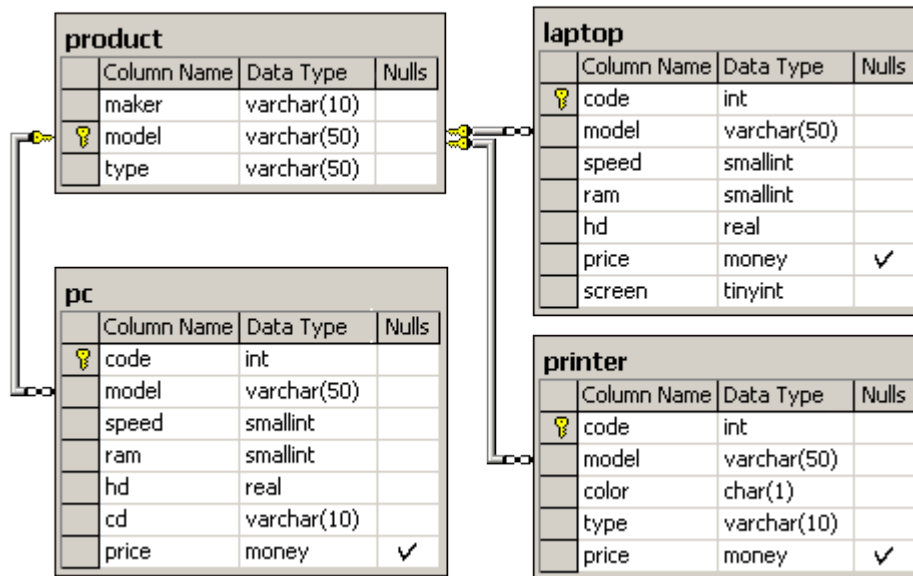 product
Column Name Data Type Nulls
maker varchar(10)
model varchar(50)
type varchar(50)
laptop
Column Name Data Type Nulls
code int
model varchar(50)
speed smallint
ram smallint
hd real
price money
screen tinyint
pc
Column Name Data Type Nulls
code int
model varchar(50)
speed smallint
ram smallint
hd real
cd varchar(10)
price money
printer
Column Name Data Type Nulls
code int
model varchar(50)
color char(1)
type varchar(10)
price money